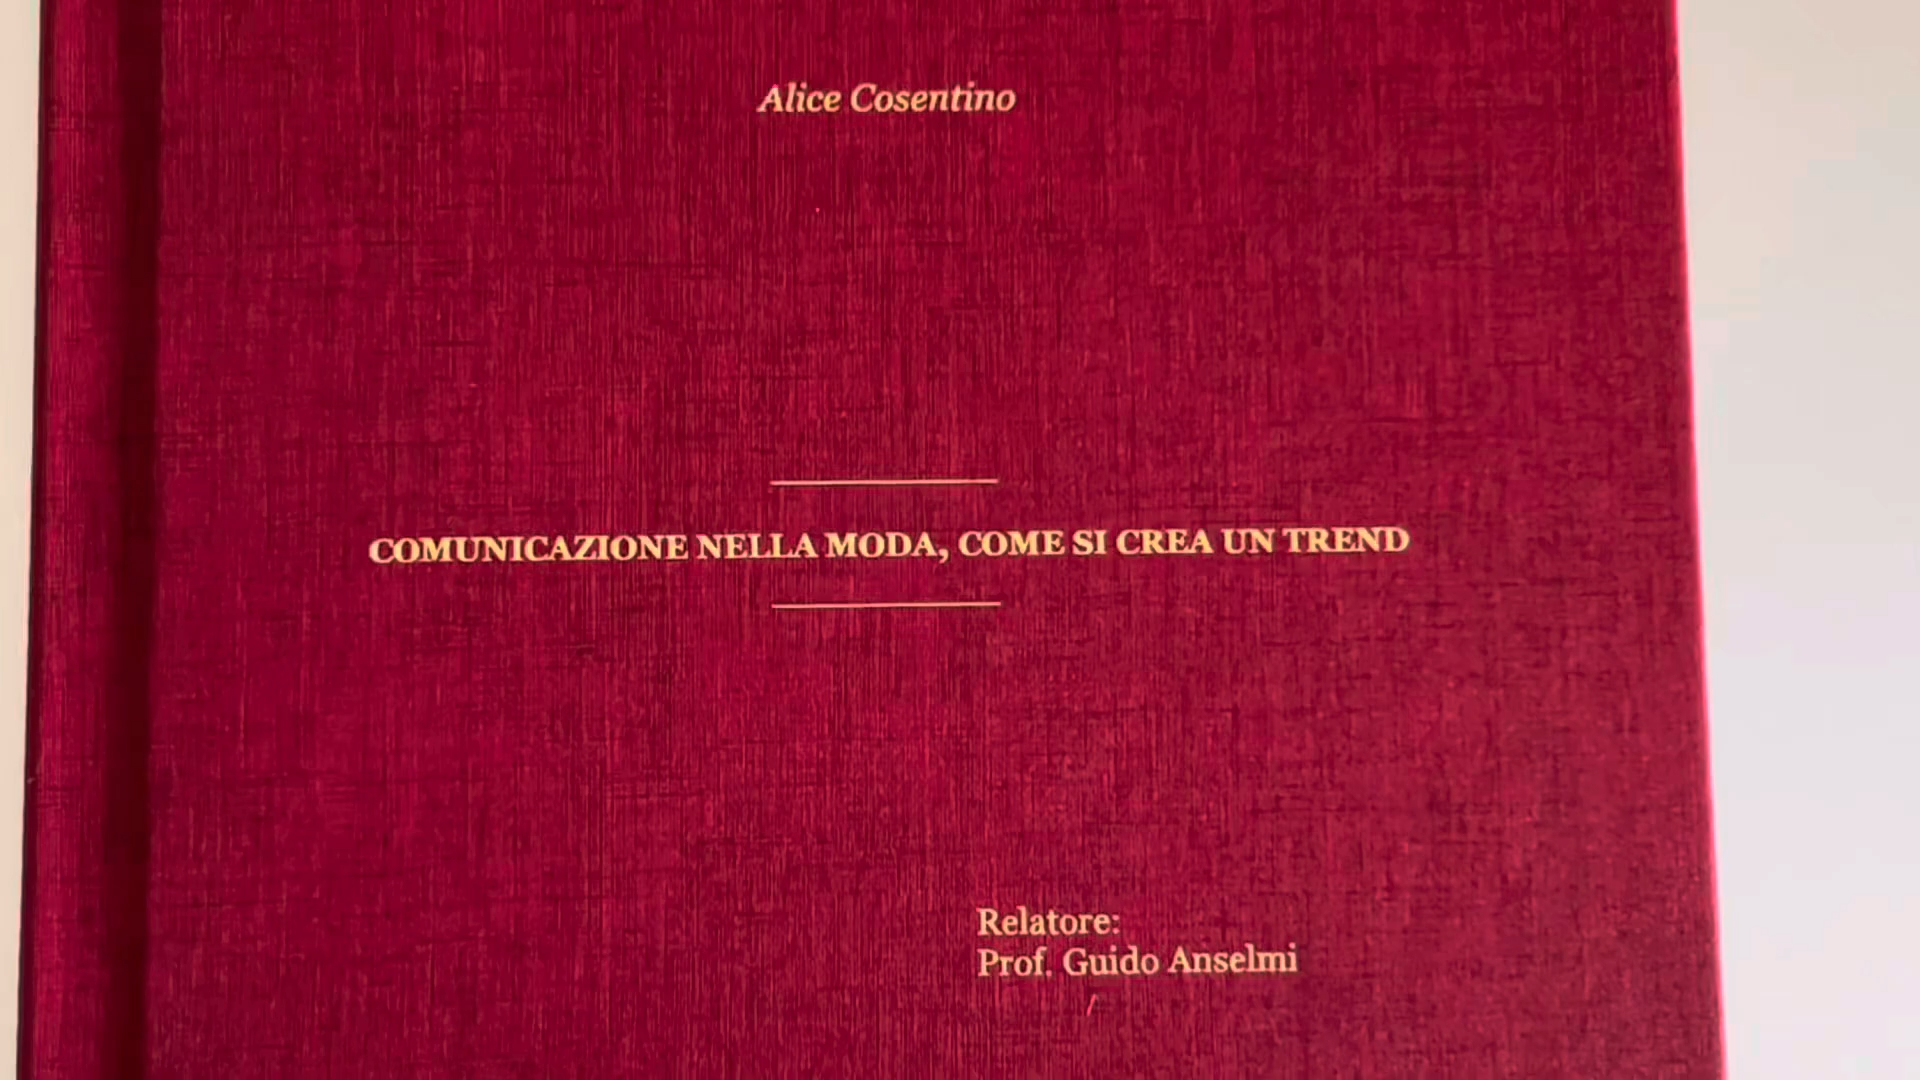 Alice Cosentino
COMUNICAZIONE NELLA MODA, COME SI CREA UN TREND
Relatore:
Prof. Guido Anselmi